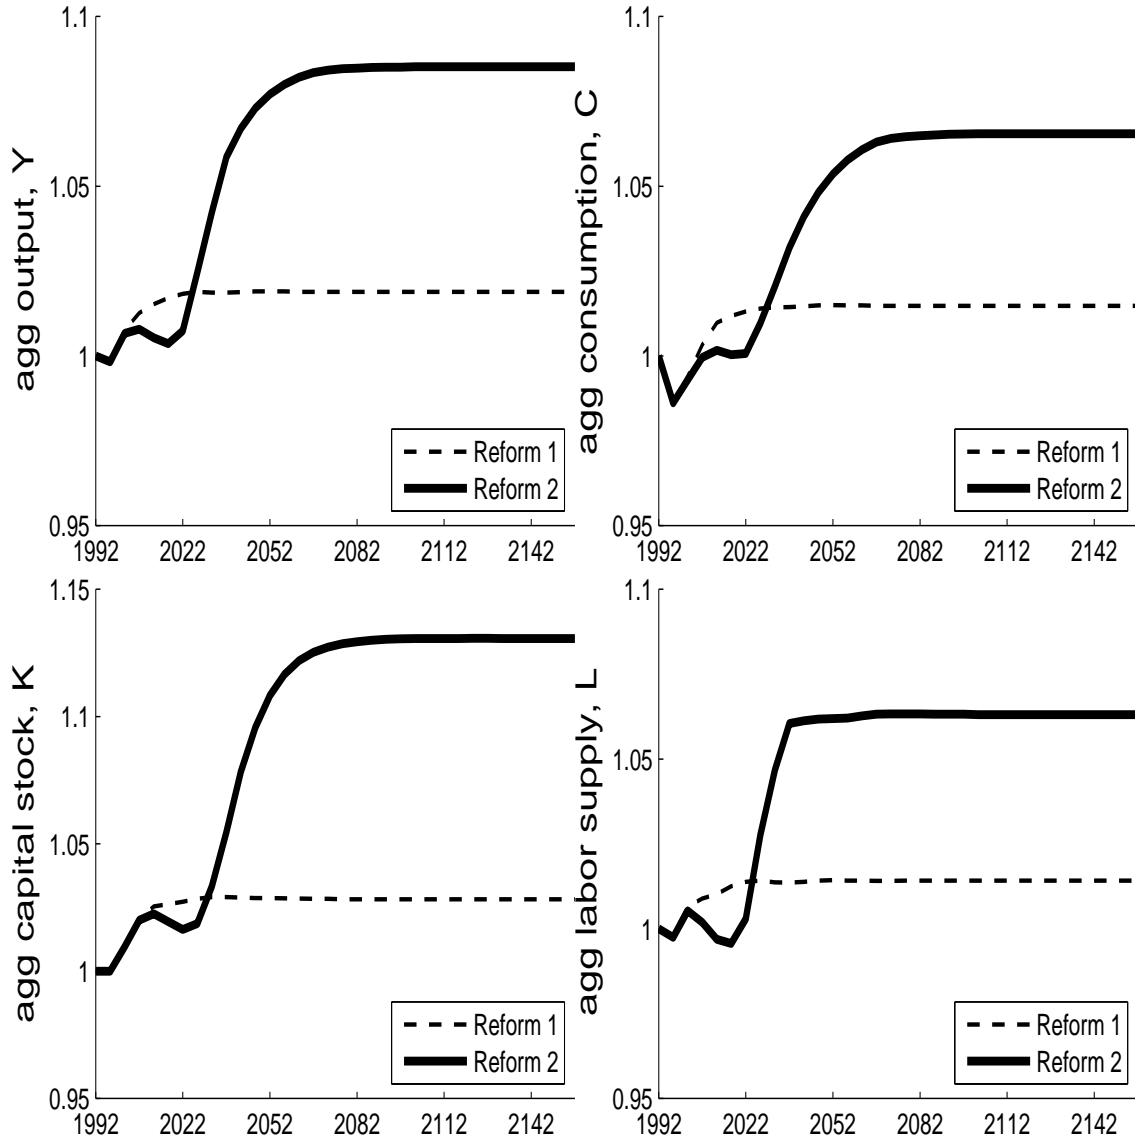 1.1
1.05
1
0.95
agg output, Y
1992 2022 2052 2082 2112 2142
Reform 1
Reform 2
1.1
1.05
1
0.95
agg consumption, C
1992 2022 2052 2082 2112 2142
Reform 1
Reform 2
1.15
1.1
1.05
1
0.95
agg capital stock, K
1992 2022 2052 2082 2112 2142
Reform 1
Reform 2
1.1
1.05
1
0.95
agg labor supply, L
1992 2022 2052 2082 2112 2142
Reform 1
Reform 2